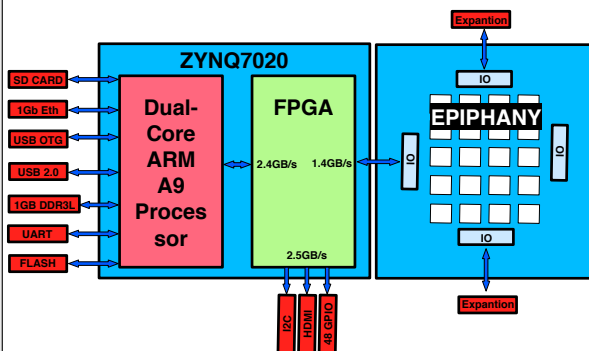 Expantion
ZYNQ7020
IO
SD CARD
1Gb Eth
USB OTG
USB 2.0
1GB DDR3L
UART
FLASH
Dual-
Core
ARM
A9
Proces
sor
FPGA
2.4GB/s
1.4GB/s
2.5GB/s
EPIPHANY
IO
IO
IO
I2C
HDMI
48 GPIO
Expantion